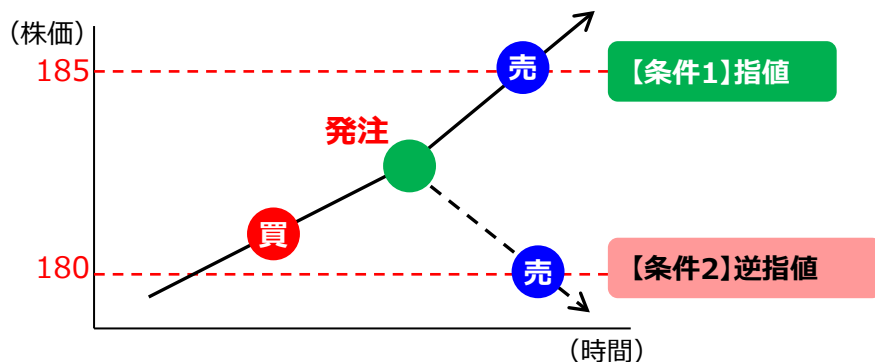 （株価）
185
売
【条件1】指値
発注
買
180
売
【条件2】逆指値
（時間）